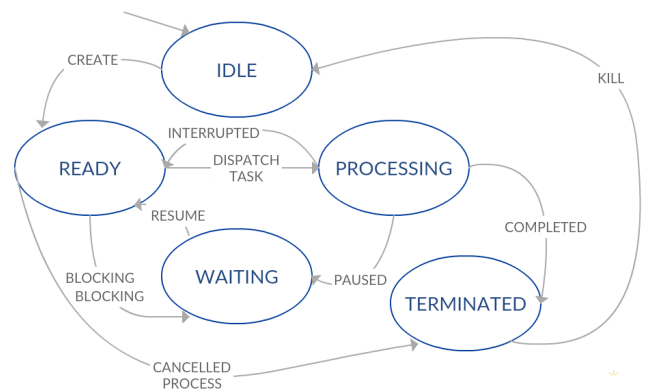 IDLE
CREATE
KILL
INTERRUPTED
READY
DISPATCH
TASK
PROCESSING
RESUME
COMPLETED
BLOCKING
BLOCKING
WAITING
PAUSED
TERMINATED
CANCELLED
PROCESS